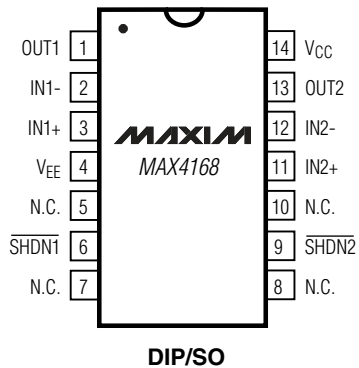 OUT1 1 14 VCC
IN1- 2 13 OUT2
IN1+ 3 12 IN2-
MAXIM
VEE 4 MAX4168 11 IN2+
N.C. 5 10 N.C.
SHDN1 6 9 SHDN2
N.C. 7 8 N.C.
DIP/SO